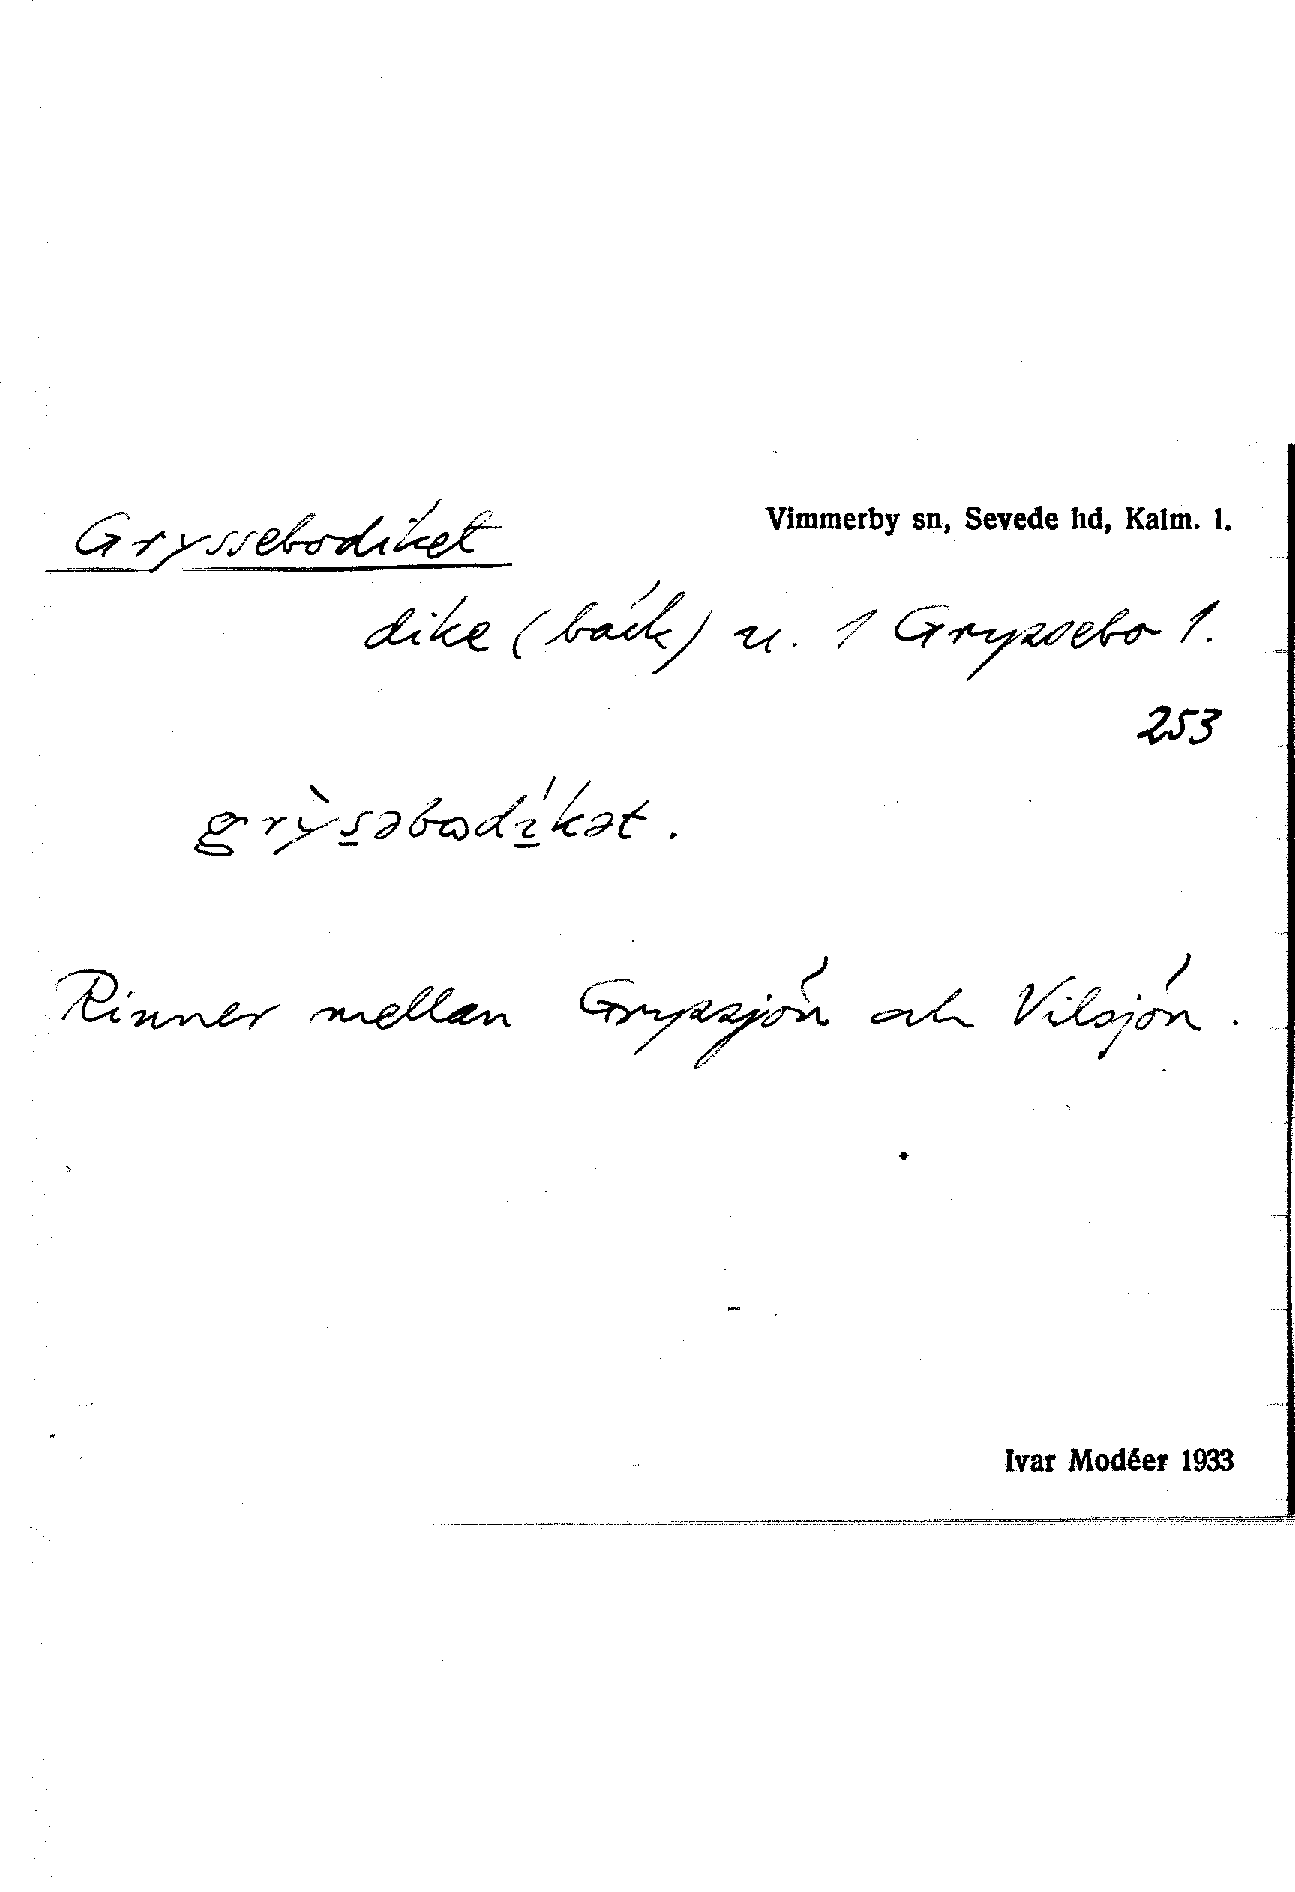 Gryssebodiket
Vimmerby sn, Sevede hd, Kalm. l.
dike (bäck) u. 1 Gryssebo 1.
253
grỳsəbodíkət.
Rinner mellan Gryssjön och Vilsjön.
Ivar Modéer 1933